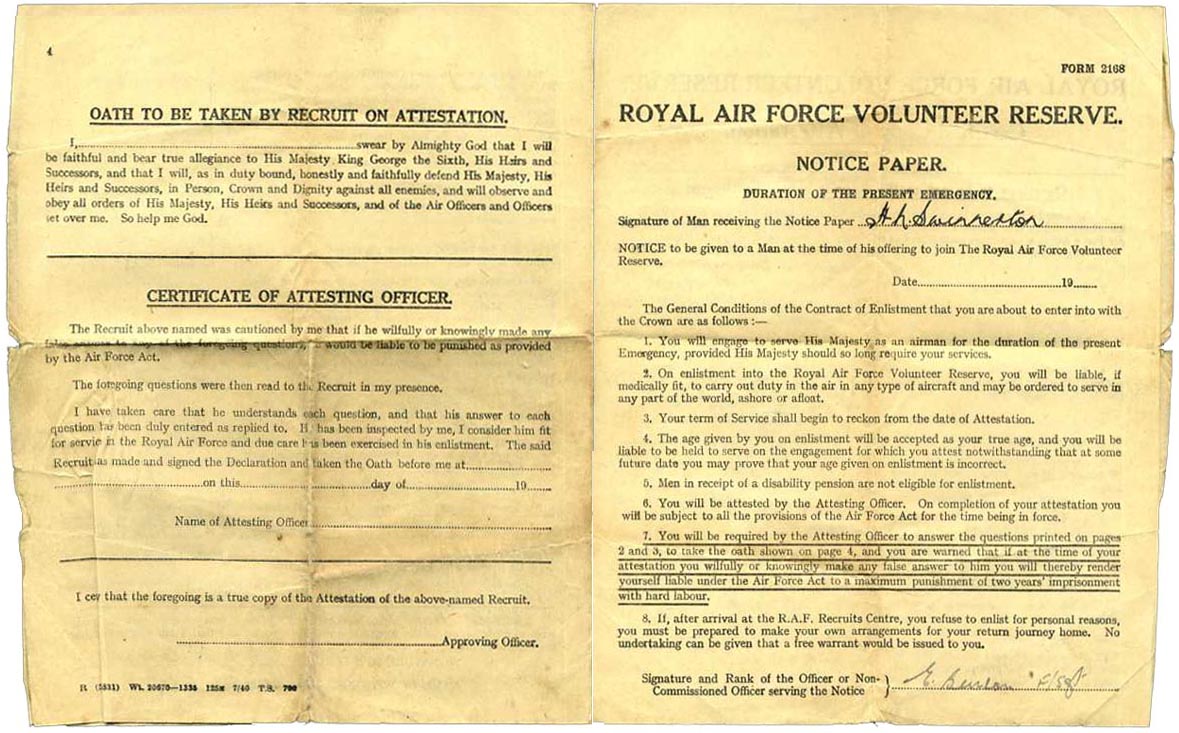 4
OATH TO BE TAKEN BY RECRUIT ON ATTESTATION.
I,..........swear by Almighty God that I will
be faithful and bear true allegiance to His Majesty King George the Sixth, His Heirs and
Successors, and that I will, as in duty bound, honestly and faithfully defend His Majesty, His
Heirs and Successors, in Person, Crown and Dignity against all enemies, and will observe and
obey all orders of His Majesty, His Heirs and Successors, and of the Air Officers and Officers
set over me. So help me God.
CERTIFICATE OF ATTESTING OFFICER.
The Recruit above named was cautioned by me that if he wilfully or knowingly made any
false answer to any of the foregoing questions, would be liable to be punished as provided
by the Air Force Act.
The foregoing questions were then read to the Recruit in my presence.
I have taken care that he understands each question, and that his answer to each
question has been duly entered as replied to. If has been inspected by me, I consider him fit
for servic in the Royal Air Force and due care has been exercised in his enlistment. The said
Recruit as made and signed the Declaration and taken the Oath before me at..........
..........on this..........day of..........19......
Name of Attesting Officer..........
I cer that the foregoing is a true copy of the Attestation of the above-named Recruit.
..........Approving Officer.
R (5831) Wt. 20670—1335 125M 7/40 T.S. 700
FORM 2168
ROYAL AIR FORCE VOLUNTEER RESERVE.
NOTICE PAPER.
DURATION OF THE PRESENT EMERGENCY.
Signature of Man receiving the Notice Paper ...Swinnerton
NOTICE to be given to a Man at the time of his offering to join The Royal Air Force Volunteer
Reserve.
Date..........19......
The General Conditions of the Contract of Enlistment that you are about to enter into with
the Crown are as follows :—
1. You will engage to serve His Majesty as an airman for the duration of the present
Emergency, provided His Majesty should so long require your services.
2. On enlistment into the Royal Air Force Volunteer Reserve, you will be liable, if
medically fit, to carry out duty in the air in any type of aircraft and may be ordered to serve in
any part of the world, ashore or afloat.
3. Your term of Service shall begin to reckon from the date of Attestation.
4. The age given by you on enlistment will be accepted as your true age, and you will be
liable to be held to serve on the engagement for which you attest notwithstanding that at some
future date you may prove that your age given on enlistment is incorrect.
5. Men in receipt of a disability pension are not eligible for enlistment.
6. You will be attested by the Attesting Officer. On completion of your attestation you
will be subject to all the provisions of the Air Force Act for the time being in force.
7. You will be required by the Attesting Officer to answer the questions printed on pages
2 and 3, to take the oath shown on page 4, and you are warned that if at the time of your
attestation you wilfully or knowingly make any false answer to him you will thereby render
yourself liable under the Air Force Act to a maximum punishment of two years' imprisonment
with hard labour.
8. If, after arrival at the R.A.F. Recruits Centre, you refuse to enlist for personal reasons,
you must be prepared to make your own arrangements for your return journey home. No
undertaking can be given that a free warrant would be issued to you.
Signature and Rank of the Officer or Non-
Commissioned Officer serving the Notice } E. F/Sgt